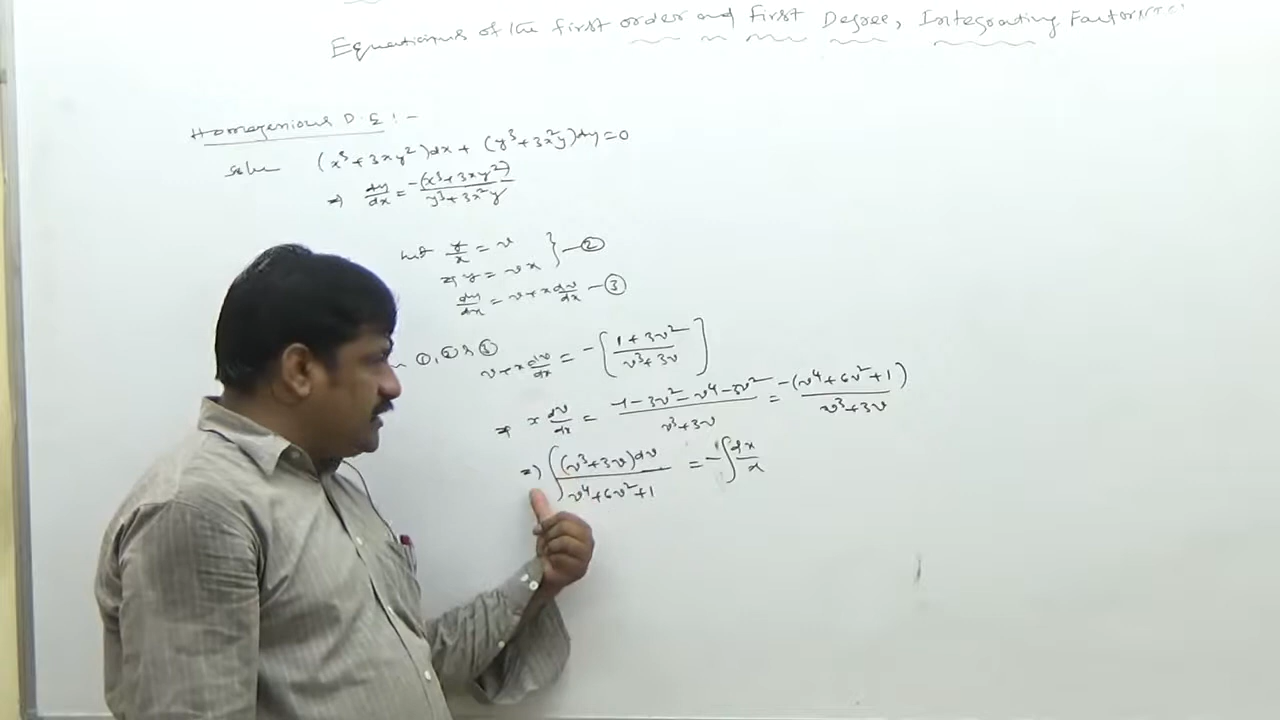 Equations of the first order and first Degree, Integrating Factor
Homogenious D.E! -
Solve (x³+3xy²)dx + (y³+3x²y)dy=0
⇒ dy/dx = -(x³+3xy²)/y³+3x²y
y/x = v
⇒ y = vx } — ②
dy/dx = v+x dv/dx — ③
①, ② & ③ v+x dv/dx = -[1+3v²/v³+3v]
⇒ x dv/dx = -1-3v²-v⁴-3v²/v³+3v = -(v⁴+6v²+1)/v³+3v
⇒ ∫(v³+3v)dv/v⁴+6v²+1 = -∫dx/x